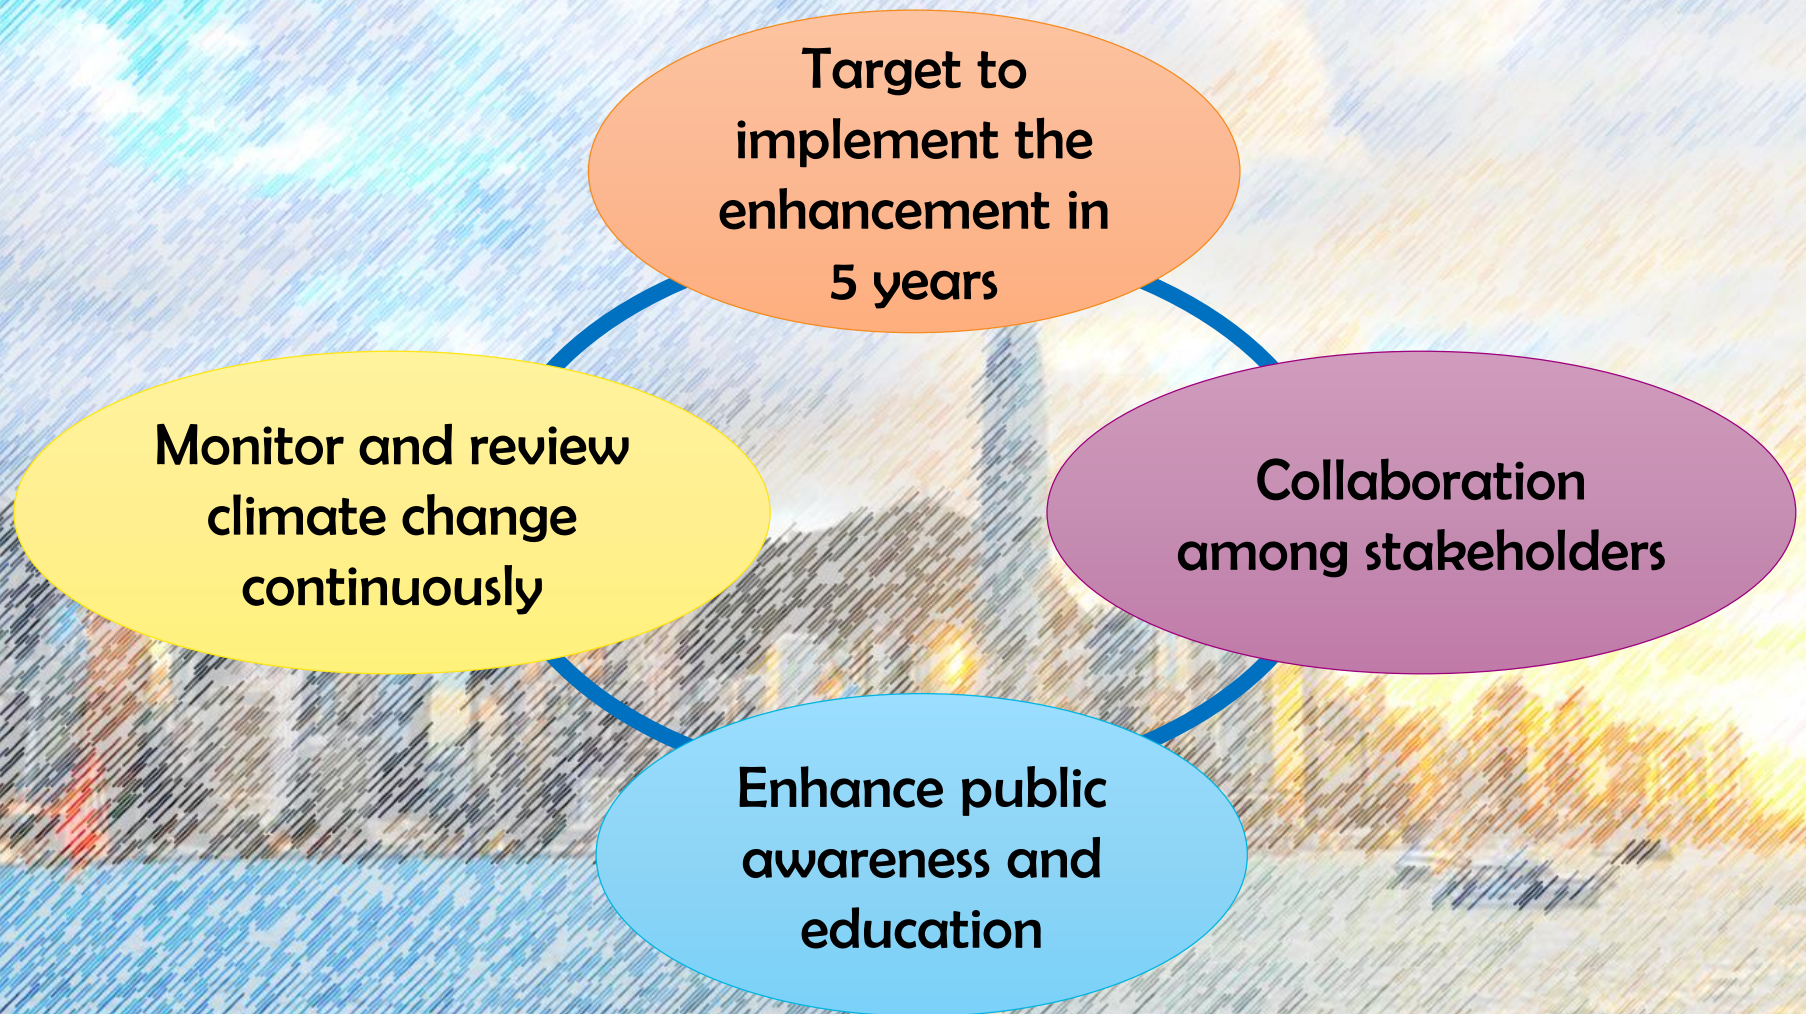 Target to
implement the
enhancement in
5 years
Monitor and review
climate change
continuously
Collaboration
among stakeholders
Enhance public
awareness and
education